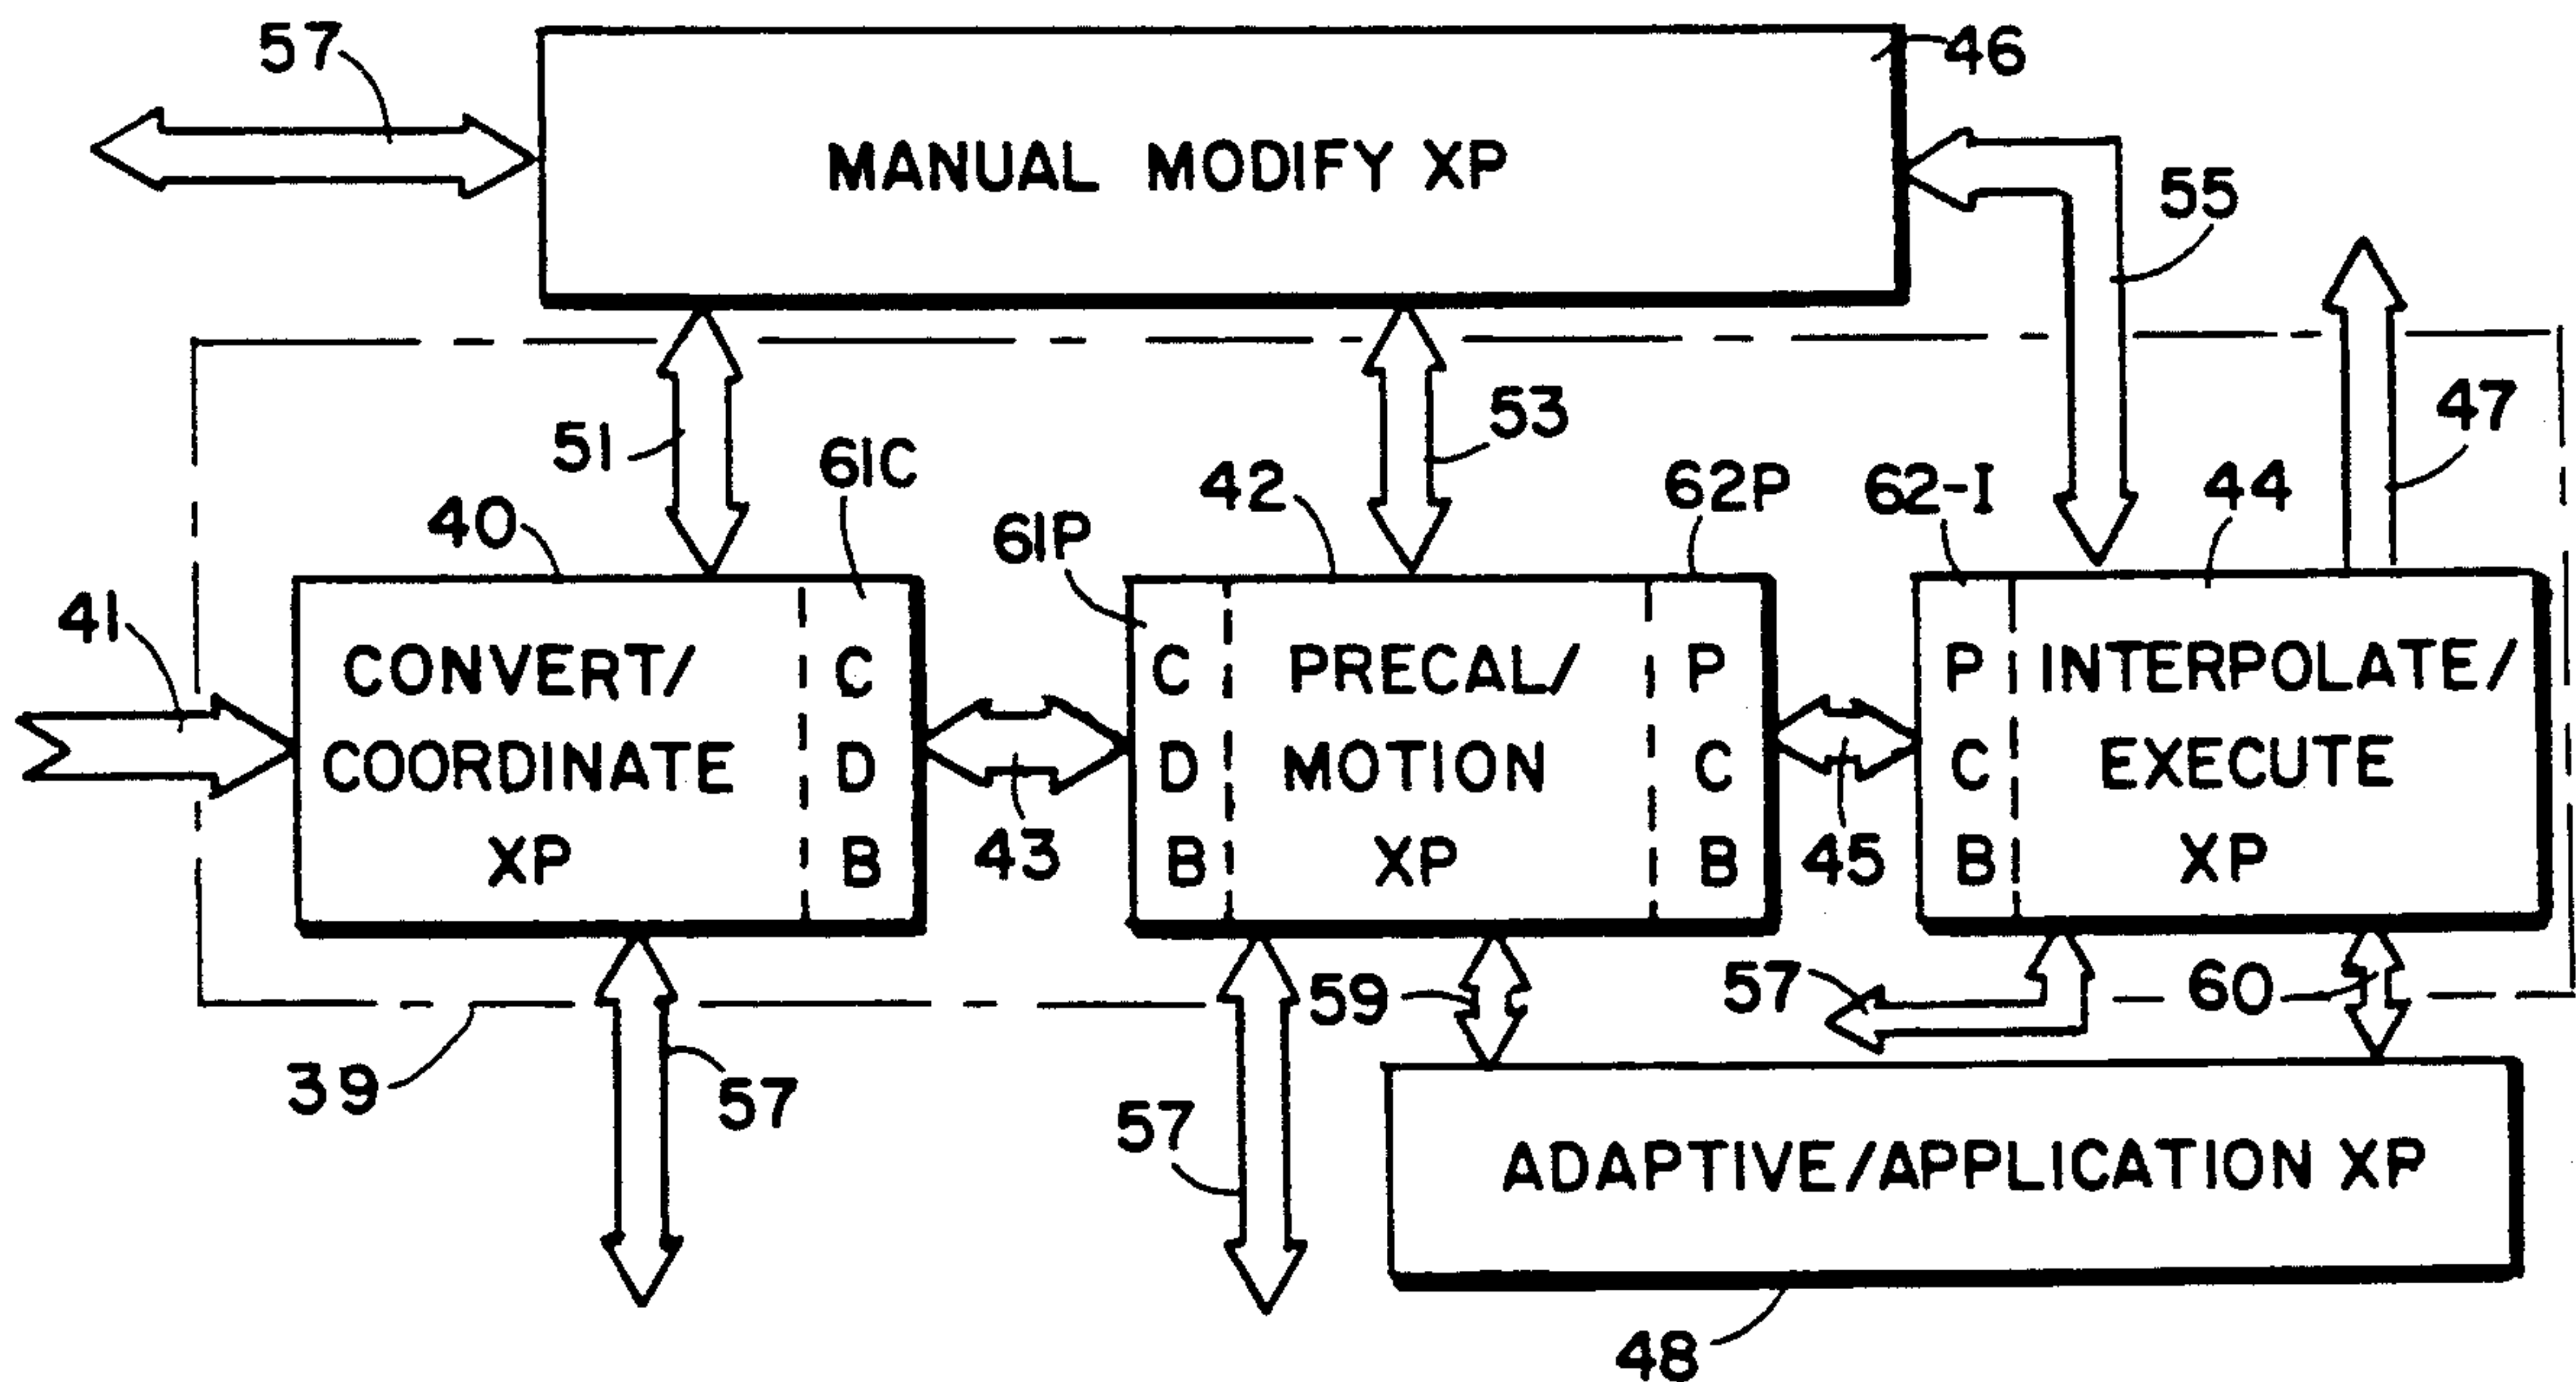 57
46
MANUAL MODIFY XP
55
47
51
61C
53
42
62P
62-I
44
40
61P
41
CONVERT/
COORDINATE
XP
C
D
B
43
C
D
B
PRECAL/
MOTION
XP
P
C
B
45
P
C
B
INTERPOLATE/
EXECUTE
XP
39
57
57
59
57
60
ADAPTIVE/APPLICATION XP
48